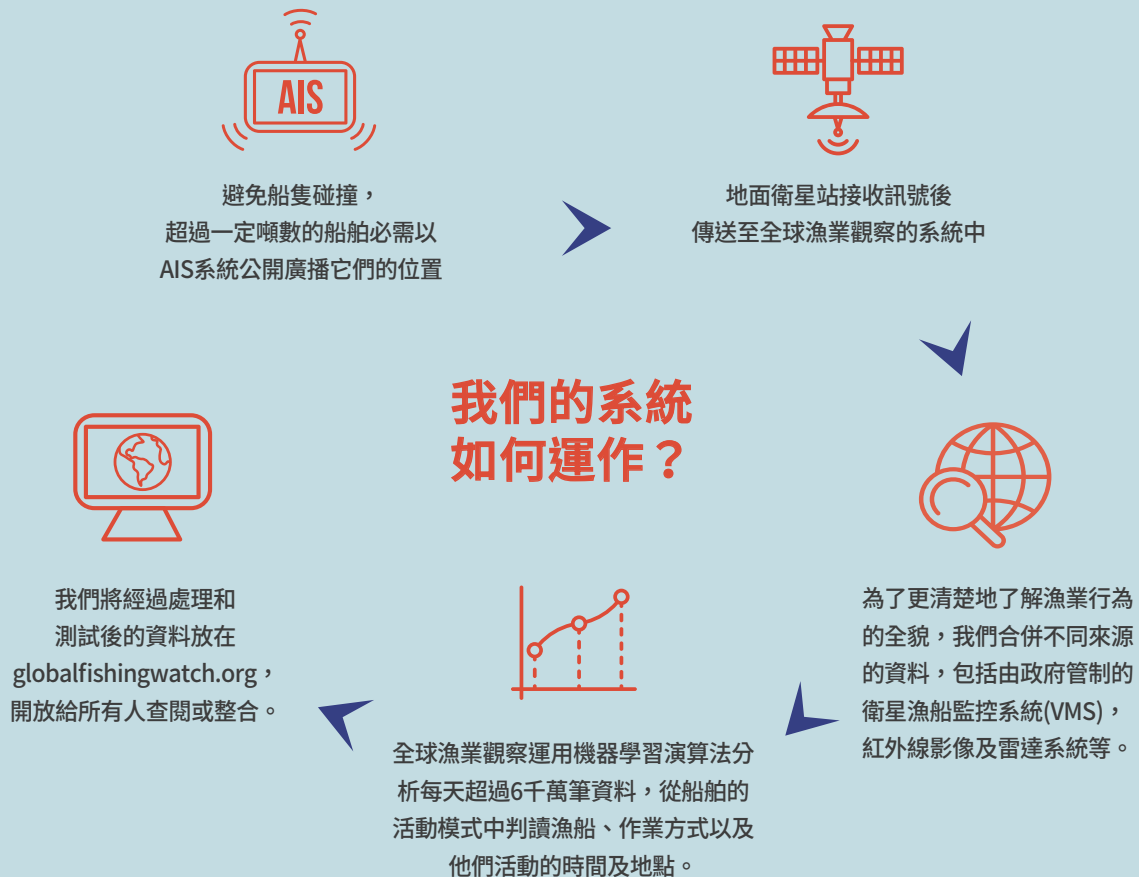 AIS
避免船隻碰撞，
超過一定噸數的船舶必需以
AIS系統公開廣播它們的位置
地面衛星站接收訊號後
傳送至全球漁業觀察的系統中
我們的系統
如何運作？
為了更清楚地了解漁業行為
的全貌，我們合併不同來源
的資料，包括由政府管制的
衛星漁船監控系統(VMS)，
紅外線影像及雷達系統等。
全球漁業觀察運用機器學習演算法分
析每天超過6千萬筆資料，從船舶的
活動模式中判讀漁船、作業方式以及
他們活動的時間及地點。
我們將經過處理和
測試後的資料放在
globalfishingwatch.org，
開放給所有人查閱或整合。